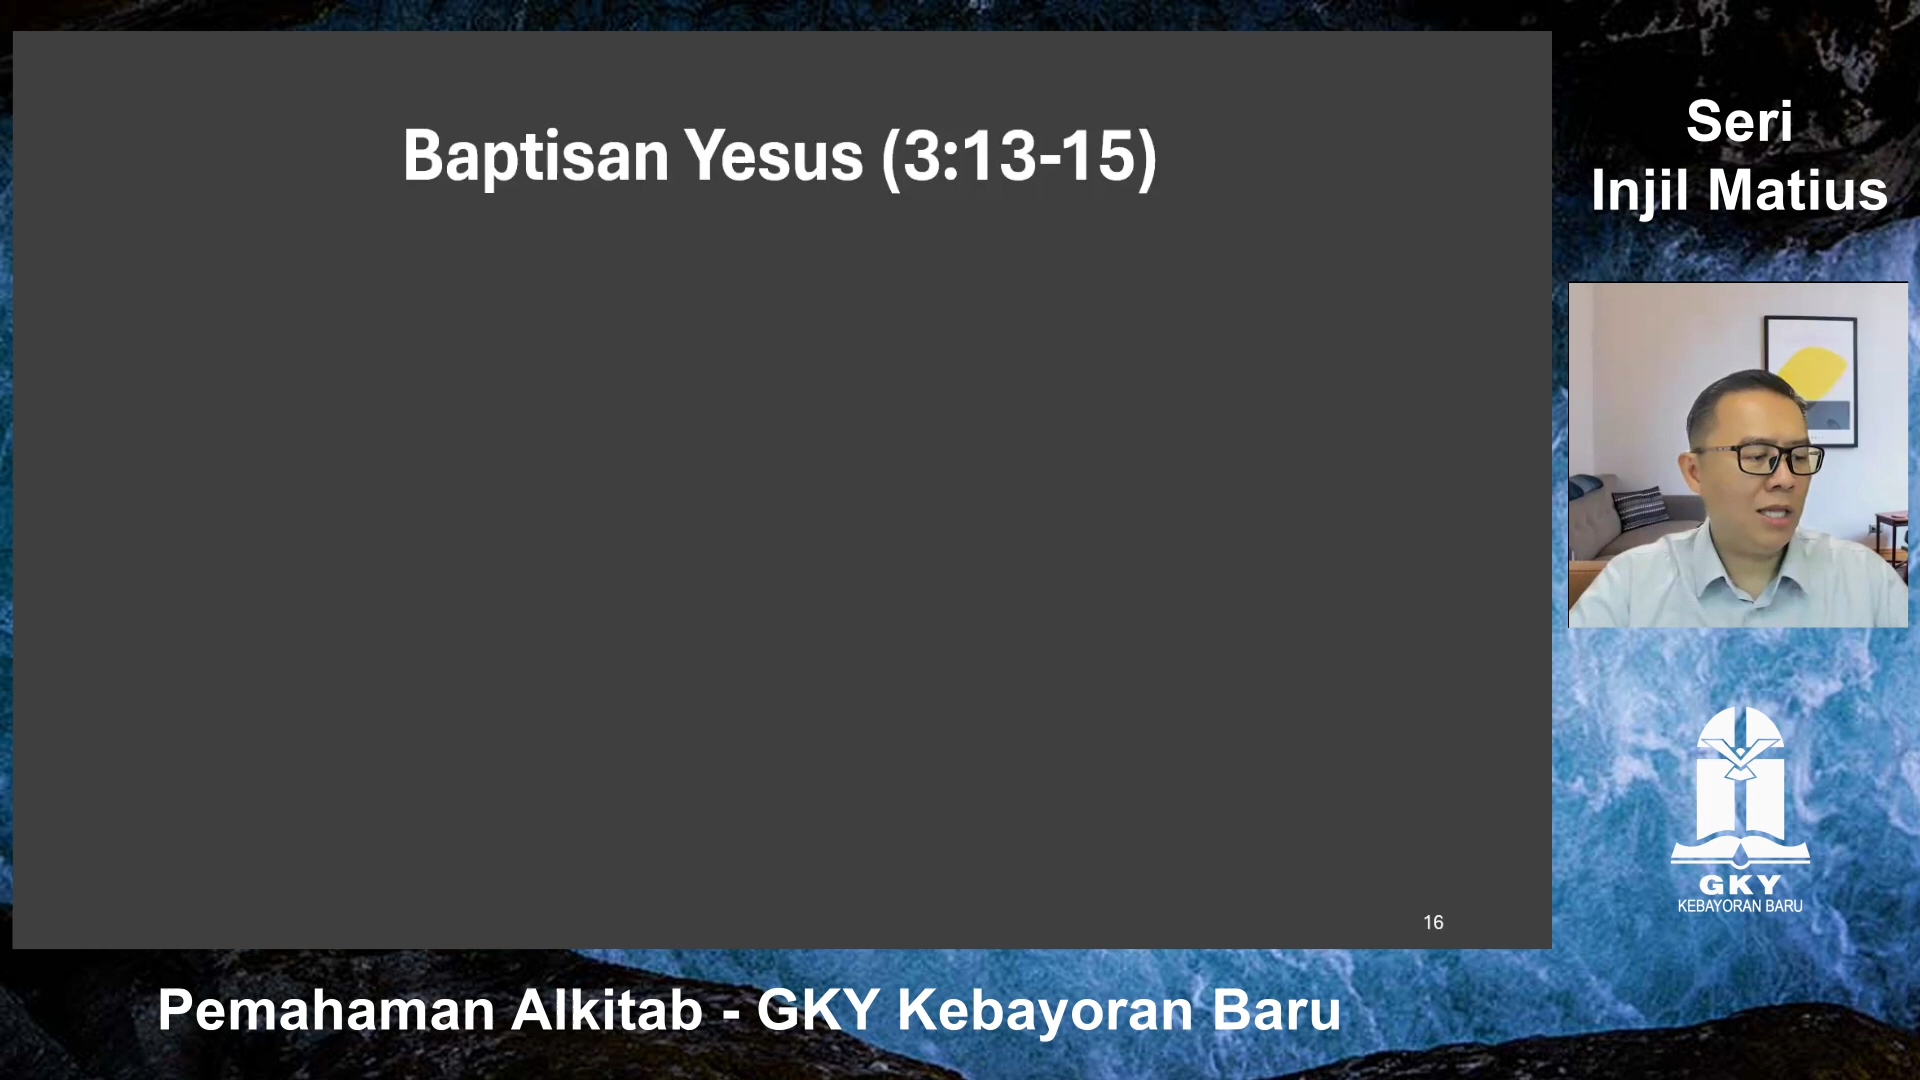 Baptisan Yesus (3:13-15)
16
Seri
Injil Matius
GKY
KEBAYORAN BARU
Pemahaman Alkitab - GKY Kebayoran Baru